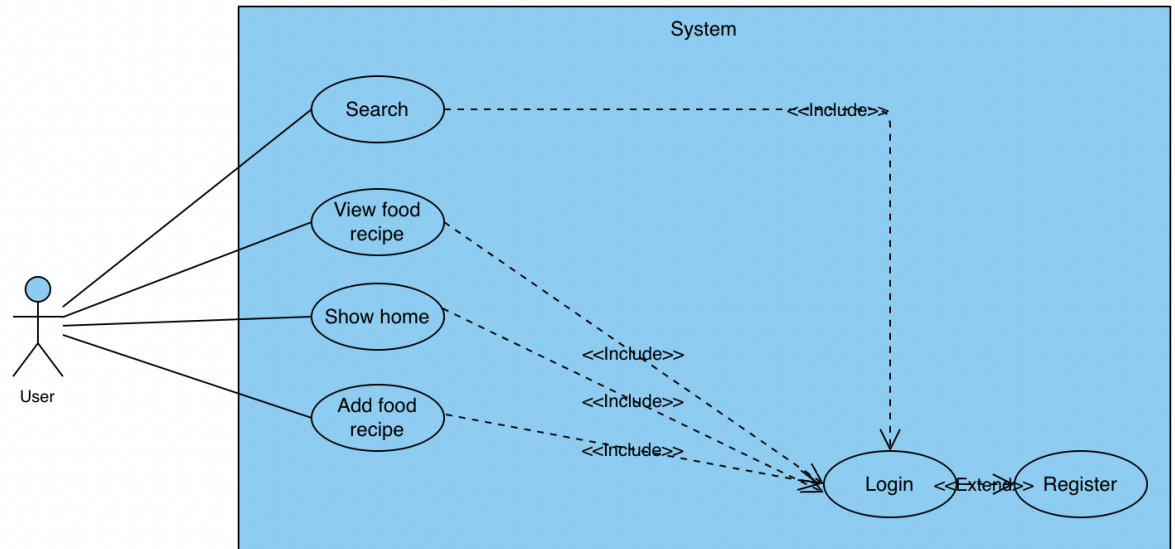 System
Search
<<Include>>
View food
recipe
Show home
<<Include>>
User
Add food
recipe
<<Include>>
<<Include>>
Login
<<Extend>>
Register